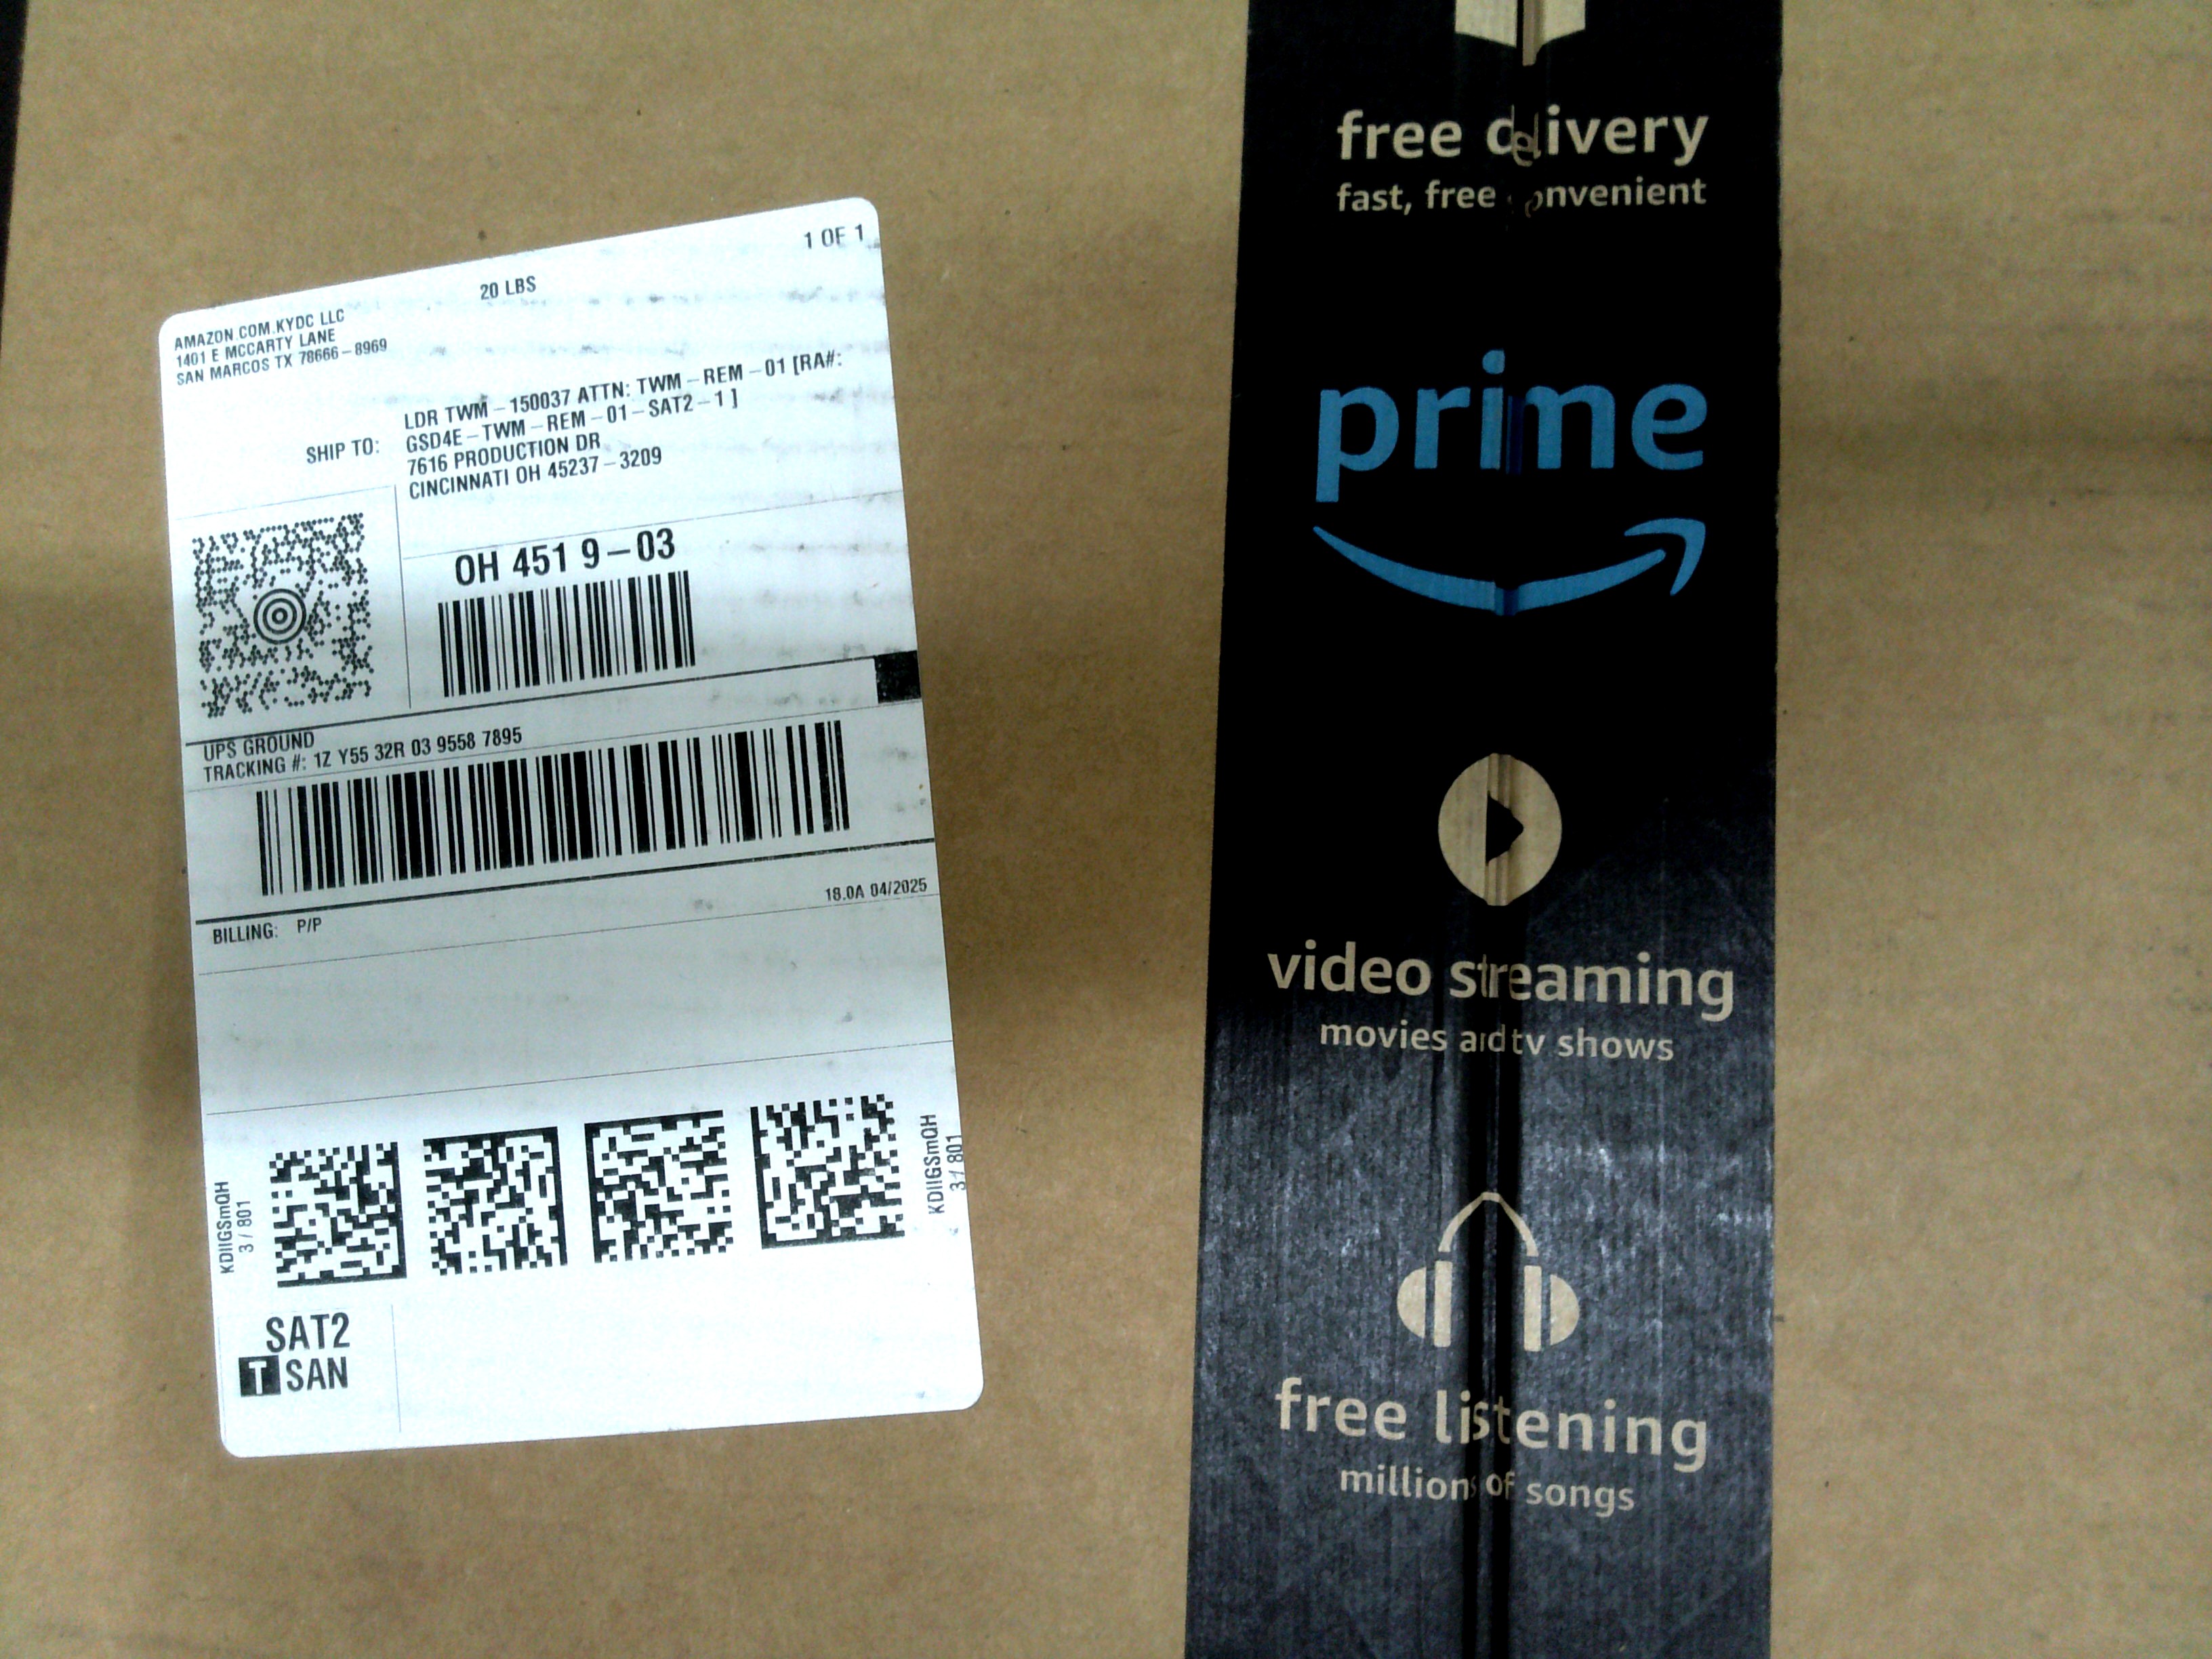 1 OF 1
20 LBS
AMAZON.COM.KYDC LLC
1401 E MCCARTY LANE
SAN MARCOS TX 78666-8969
SHIP TO:
LDR TWM-150037 ATTN: TWM-REM-01 [RA#:
GSD4E-TWM-REM-01-SAT2-1 ]
7616 PRODUCTION DR
CINCINNATI OH 45237-3209
OH 451 9-03
UPS GROUND
TRACKING #: 1Z Y55 32R 03 9558 7895
18.0A 04/2025
BILLING: P/P
KDIIGSmQH
3 / 801
KDIIGSmQH
3 / 801
SAT2
T SAN
free delivery
fast, free onvenient
prime
video streaming
movies and tv shows
free listening
millions of songs